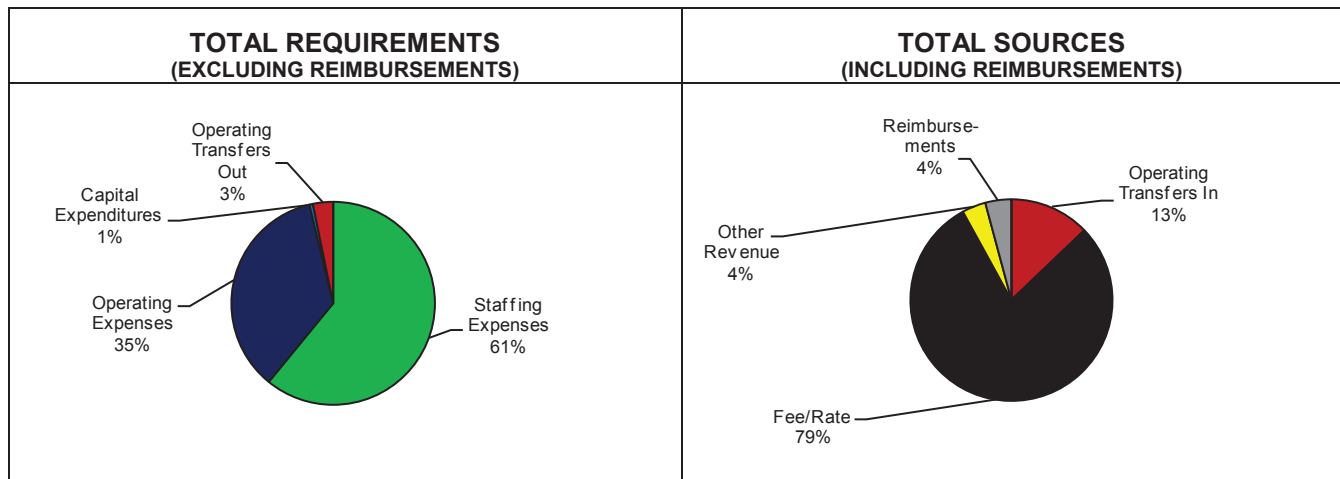 TOTAL REQUIREMENTS
(EXCLUDING REIMBURSEMENTS)
TOTAL SOURCES
(INCLUDING REIMBURSEMENTS)
Operating
Transfers
Out
3%
Capital
Expenditures
1%
Operating
Expenses
35%
Staffing
Expenses
61%
Reimburse-
ments
4%
Operating
Transfers In
13%
Other
Revenue
4%
Fee/Rate
79%